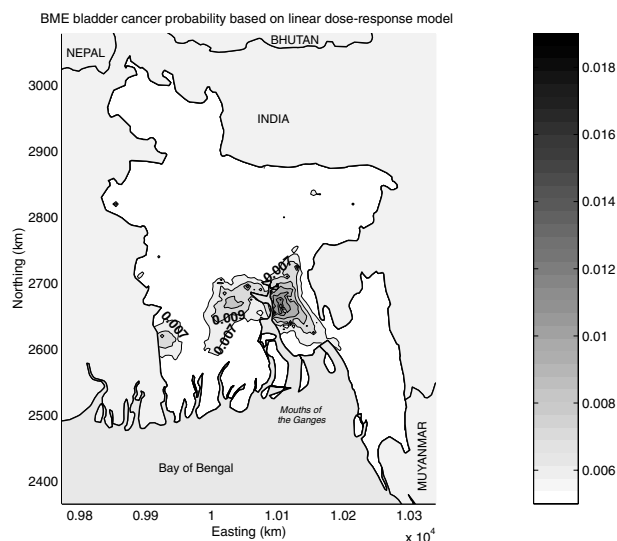 BME bladder cancer probability based on linear dose-response model
BHUTAN
NEPAL
INDIA
3000
2900
2800
2700
2600
2500
2400
Northing (km)
0.007
0.009
0.007
0.007
Mouths of
the Ganges
Bay of Bengal
MUYANMAR
0.98
0.99
1
1.01
1.02
1.03
Easting (km)
x 10^4
0.018
0.016
0.014
0.012
0.01
0.008
0.006